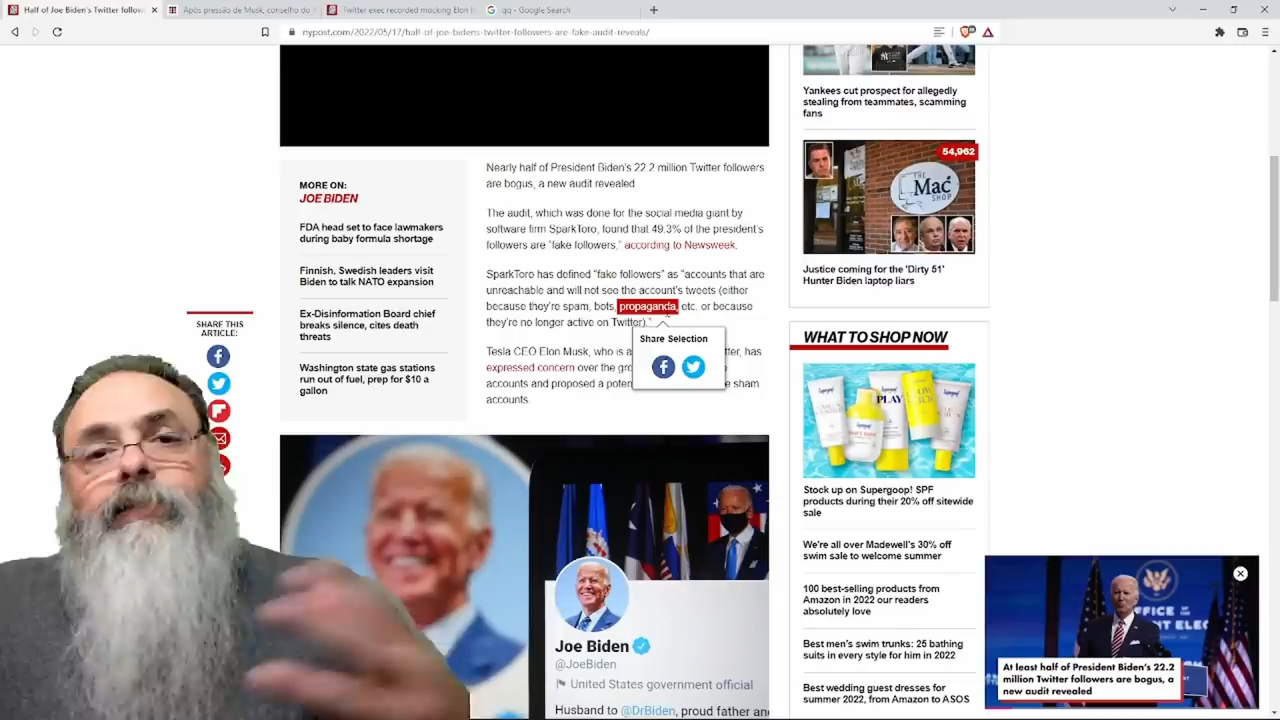 Half of Joe Biden's Twitter follow
Após pressão de Musk, conselho do
Twitter exec recorded mocking Elon
qq - Google Search
nypost.com/2022/05/17/half-of-joe-bidens-twitter-followers-are-fake-audit-reveals/
MORE ON:
JOE BIDEN
FDA head set to face lawmakers
during baby formula shortage
Finnish, Swedish leaders visit
Biden to talk NATO expansion
Ex-Disinformation Board chief
breaks silence, cites death
threats
Washington state gas stations
run out of fuel, prep for $10 a
gallon
SHARE THIS
ARTICLE:
Nearly half of President Biden's 22.2 million Twitter followers
are bogus, a new audit revealed
The audit, which was done for the social media giant by
software firm SparkToro, found that 49.3% of the president's
followers are "fake followers," according to Newsweek.
SparkToro has defined "fake followers" as "accounts that are
unreachable and will not see the account's tweets (either
because they're spam, bots, propaganda, etc. or because
they're no longer active on Twitter)."
Share Selection
Tesla CEO Elon Musk, who is a tter, has
expressed concern over the gro
accounts and proposed a poten e sham
accounts.
Joe Biden
@JoeBiden
United States government official
Husband to @DrBiden, proud father and
Yankees cut prospect for allegedly
stealing from teammates, scamming
fans
54,962
THE
Mac
SHOP
Justice coming for the 'Dirty 51'
Hunter Biden laptop liars
WHAT TO SHOP NOW
PLAY
Stock up on Supergoop! SPF
products during their 20% off sitewide
sale
We're all over Madewell's 30% off
swim sale to welcome summer
100 best-selling products from
Amazon in 2022 our readers
absolutely love
Best men's swim trunks: 25 bathing
suits in every style for him in 2022
Best wedding guest dresses for
summer 2022, from Amazon to ASOS
At least half of President Biden's 22.2
million Twitter followers are bogus, a
new audit revealed